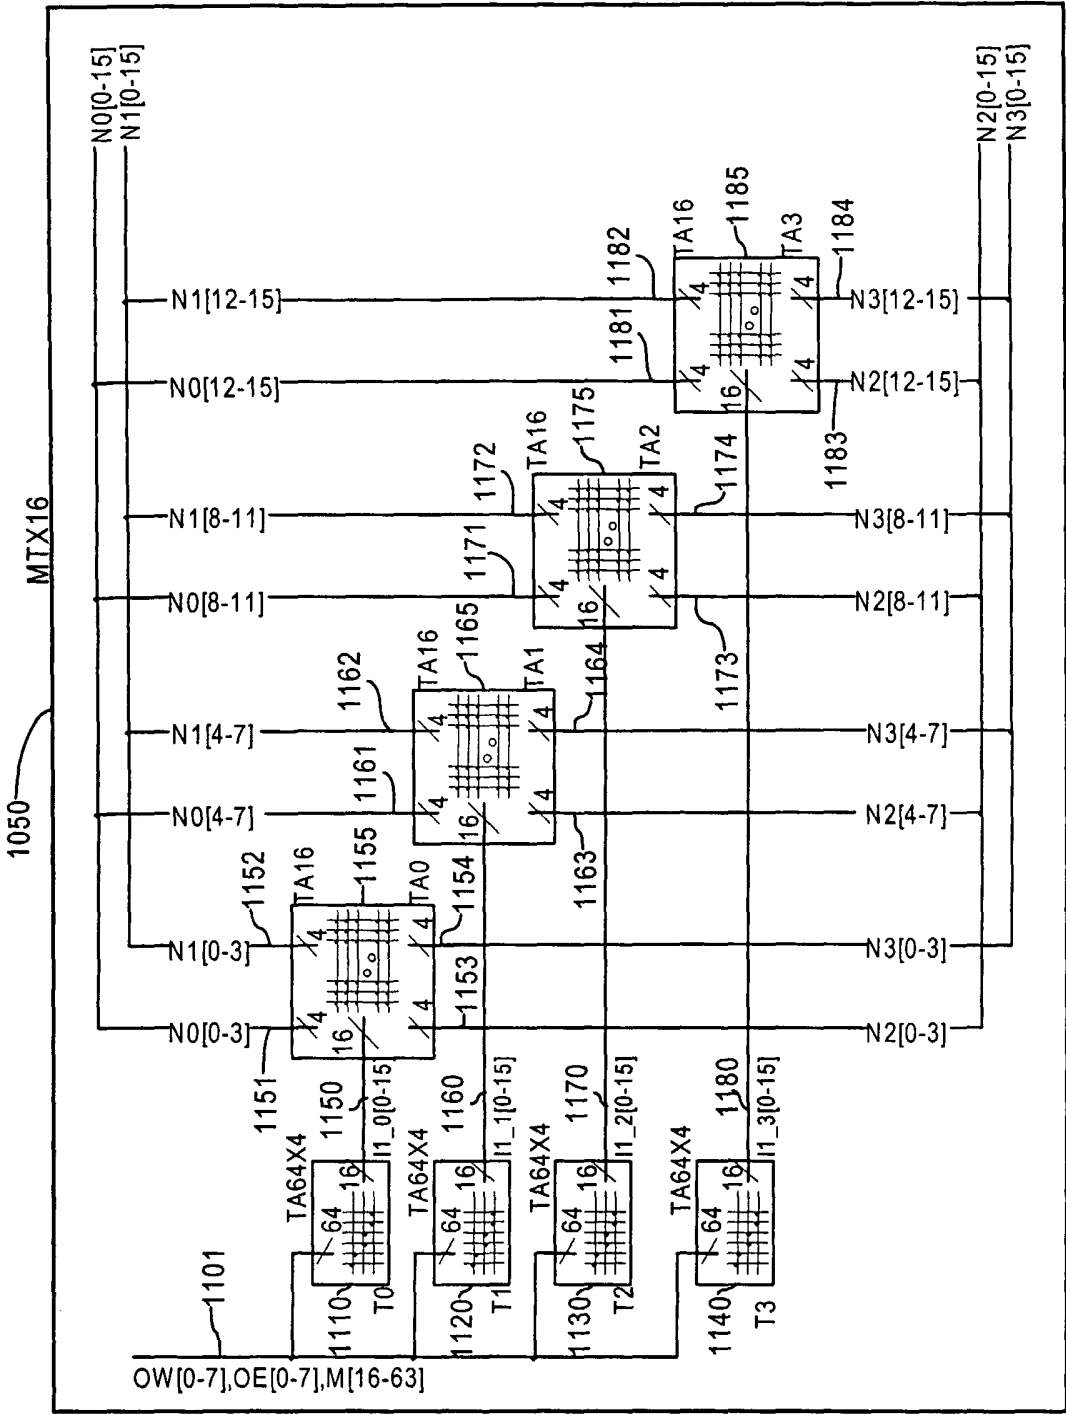 MTX16
1050
N0[0-15]
N1[0-15]
N2[0-15]
N3[0-15]
N1[12-15]
N0[12-15]
N1[8-11]
N0[8-11]
N1[4-7]
N0[4-7]
N1[0-3]
N0[0-3]
1182
1181
TA16
1185
TA3
4
4
16
4
4
1184
1183
N3[12-15]
N2[12-15]
1172
1171
TA16
1175
TA2
4
4
16
4
4
1174
1173
N3[8-11]
N2[8-11]
1162
1161
TA16
1165
TA1
4
4
16
4
4
1164
1163
N3[4-7]
N2[4-7]
1152
1151
TA16
1155
TA0
4
4
16
4
4
1154
1153
N3[0-3]
N2[0-3]
1150
I1_0[0-15]
1160
I1_1[0-15]
1170
I1_2[0-15]
1180
I1_3[0-15]
TA64X4
64
16
1110
T0
TA64X4
64
16
1120
T1
TA64X4
64
16
1130
T2
TA64X4
64
16
1140
T3
1101
OW[0-7],OE[0-7],M[16-63]